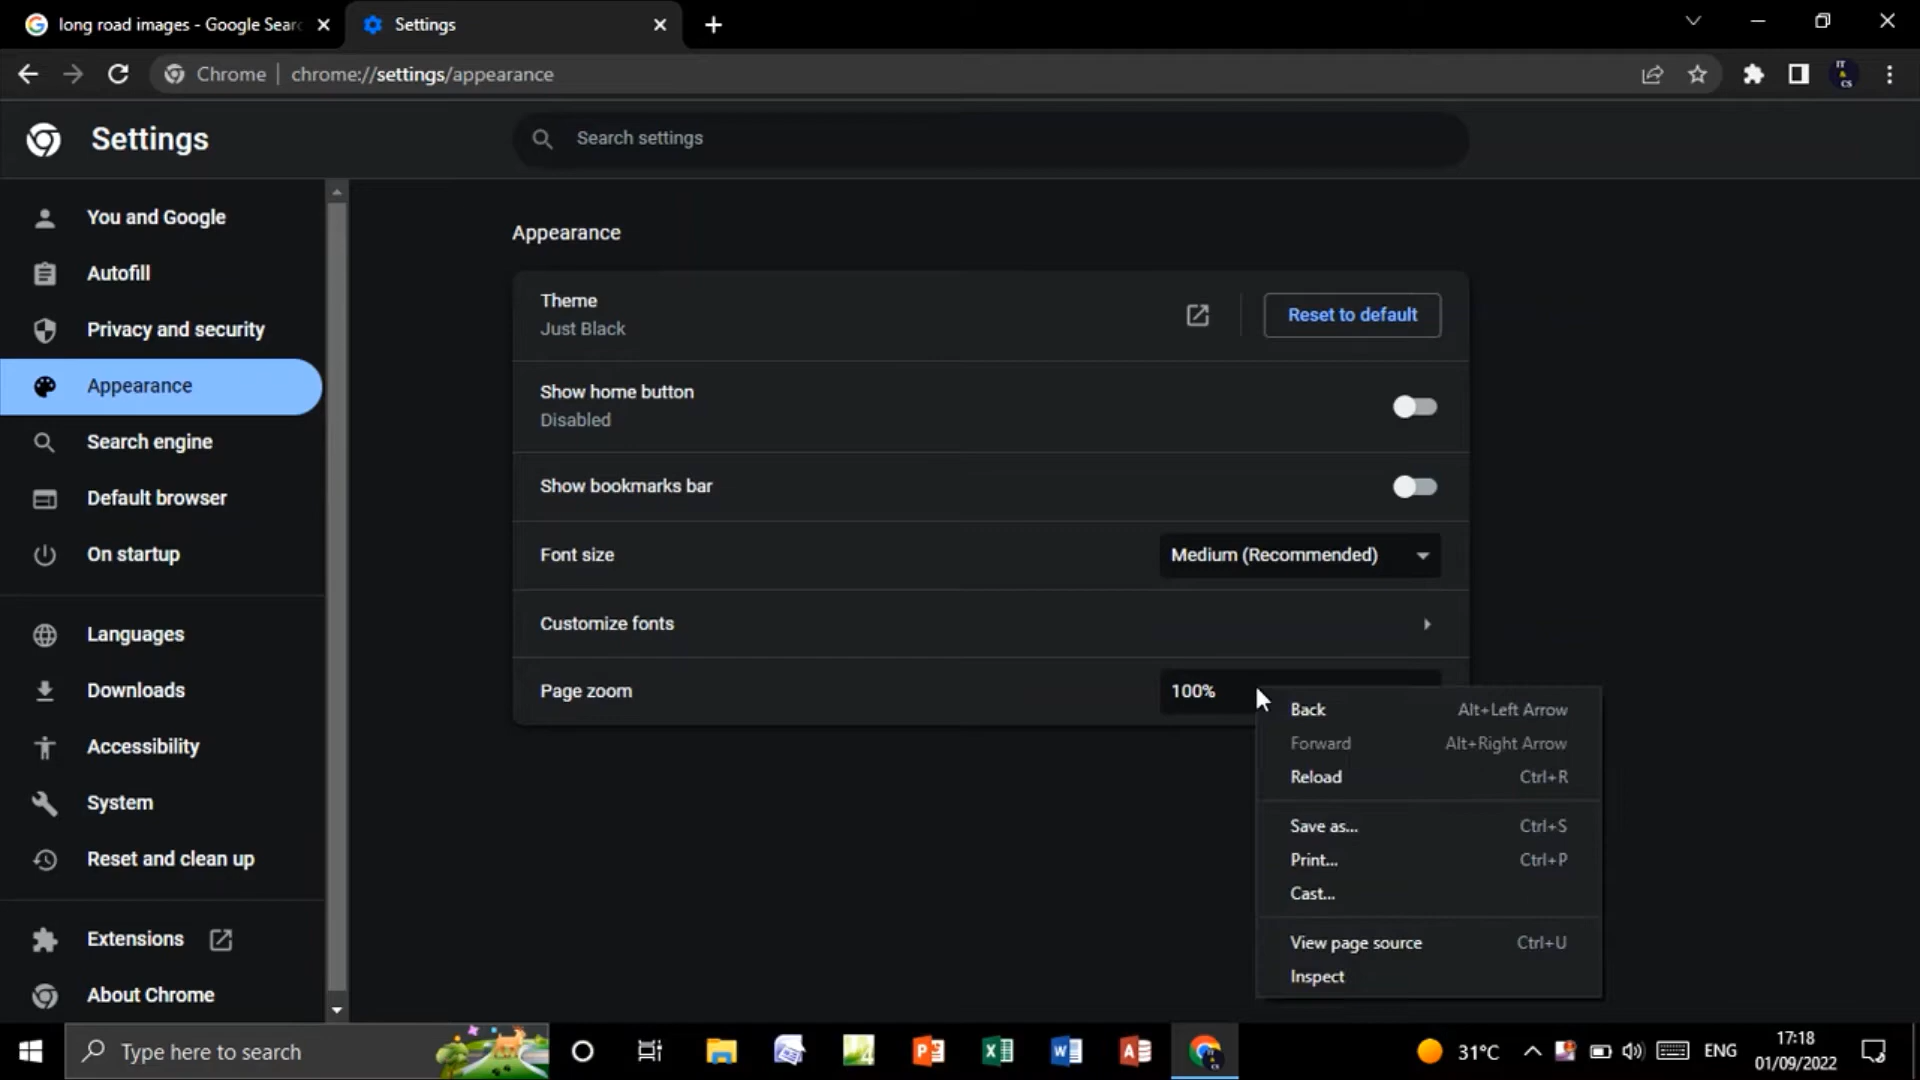 long road images - Google Sear
Settings
Chrome
chrome://settings/appearance
IT
CS
Settings
Search settings
You and Google
Autofill
Privacy and security
Appearance
Search engine
Default browser
On startup
Languages
Downloads
Accessibility
System
Reset and clean up
Extensions
About Chrome
Appearance
Theme
Just Black
Reset to default
Show home button
Disabled
Show bookmarks bar
Font size
Medium (Recommended)
Customize fonts
Page zoom
100%
Back Alt+Left Arrow
Forward Alt+Right Arrow
Reload Ctrl+R
Save as... Ctrl+S
Print... Ctrl+P
Cast...
View page source Ctrl+U
Inspect
Type here to search
31°C
ENG
17:18
01/09/2022